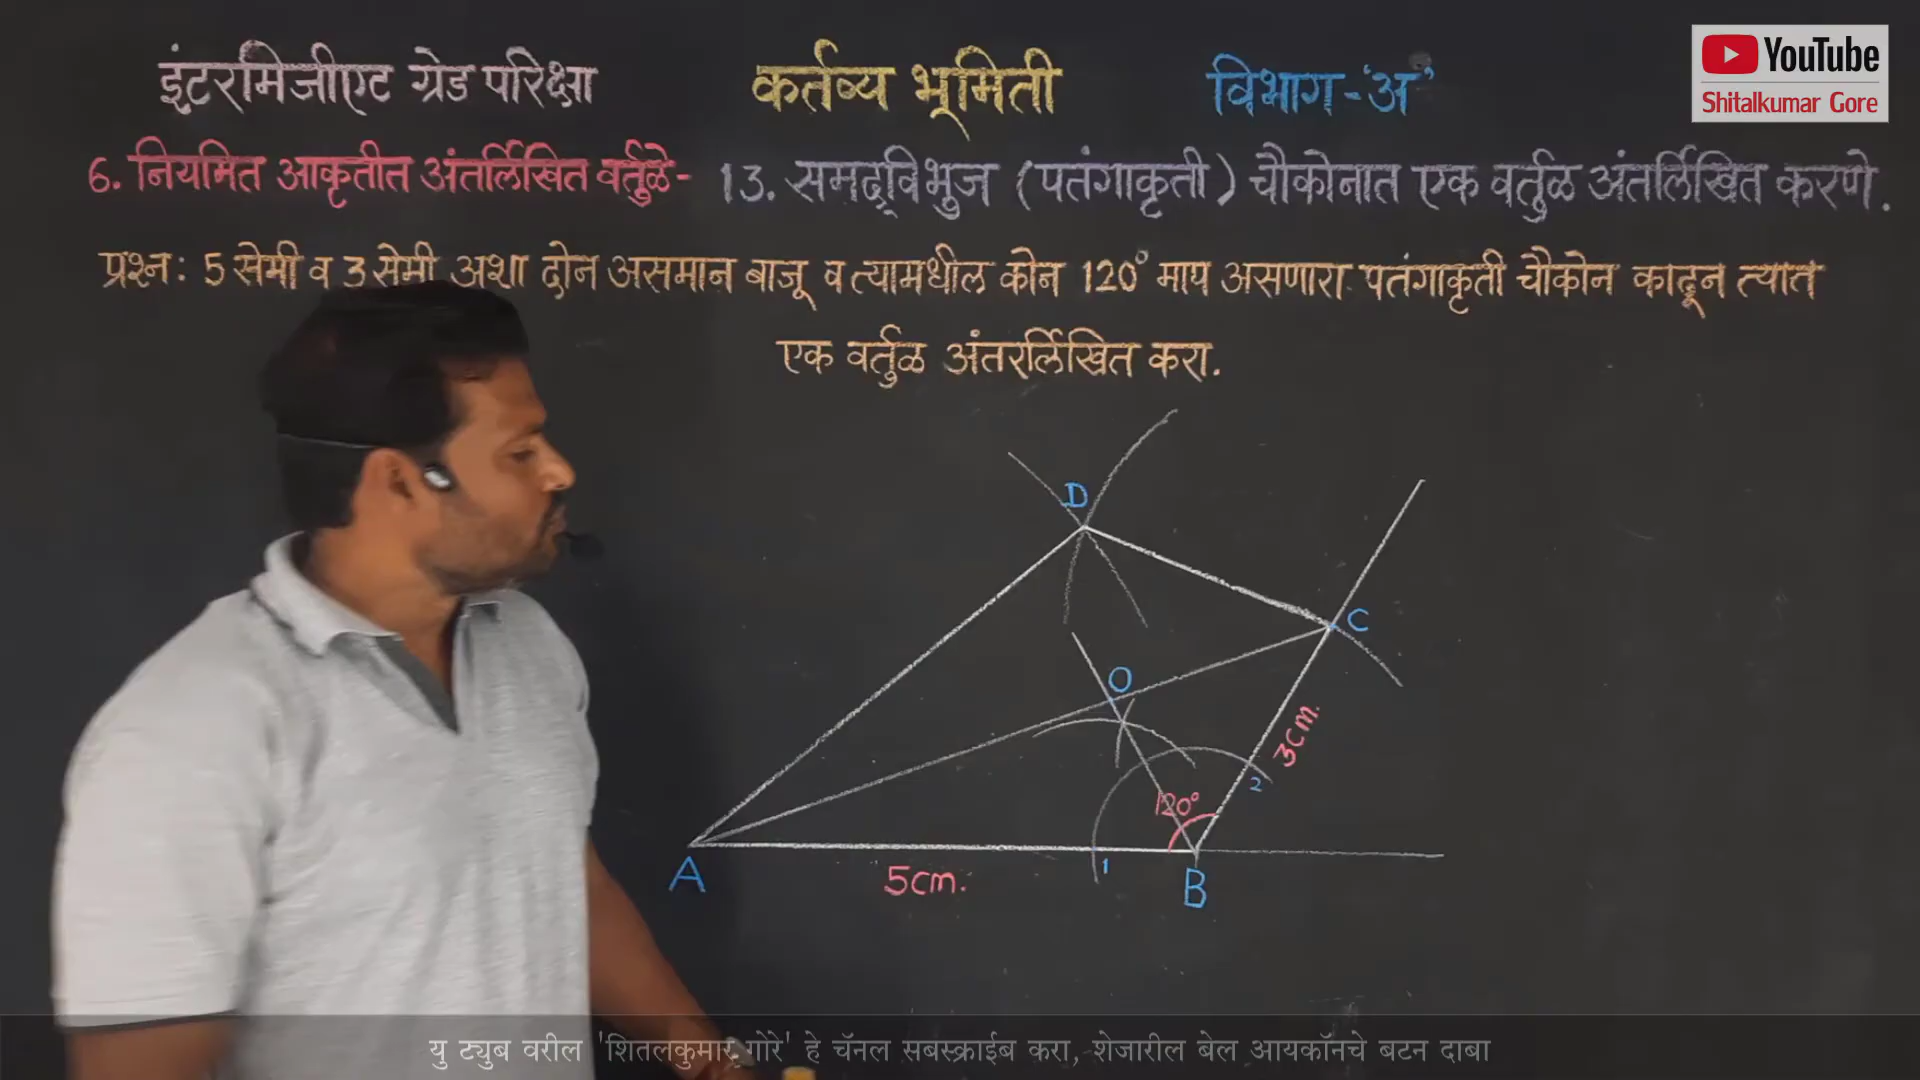 इंटरमिजीएट ग्रेड परिक्षा कर्तव्य भूमिती विभाग-'अ'
YouTube
Shitalkumar Gore
6. नियमित आकृतीत अंतर्लिखित वर्तुळे- 13. समद्विभुज (पतंगाकृती) चौकोनात एक वर्तुळ अंतर्लिखित करणे.
प्रश्न: 5 सेमी व 3 सेमी अशा दोन असमान बाजू व त्यामधील कोन 120° माप असणारा पतंगाकृती चौकोन काढून त्यात
एक वर्तुळ अंतरर्लिखित करा.
D
C
O
3cm.
2
120°
1
A
5cm.
B
यु ट्युब वरील 'शितलकुमार गोरे' हे चॅनल सबस्क्राईब करा, शेजारील बेल आयकॉनचे बटन दाबा